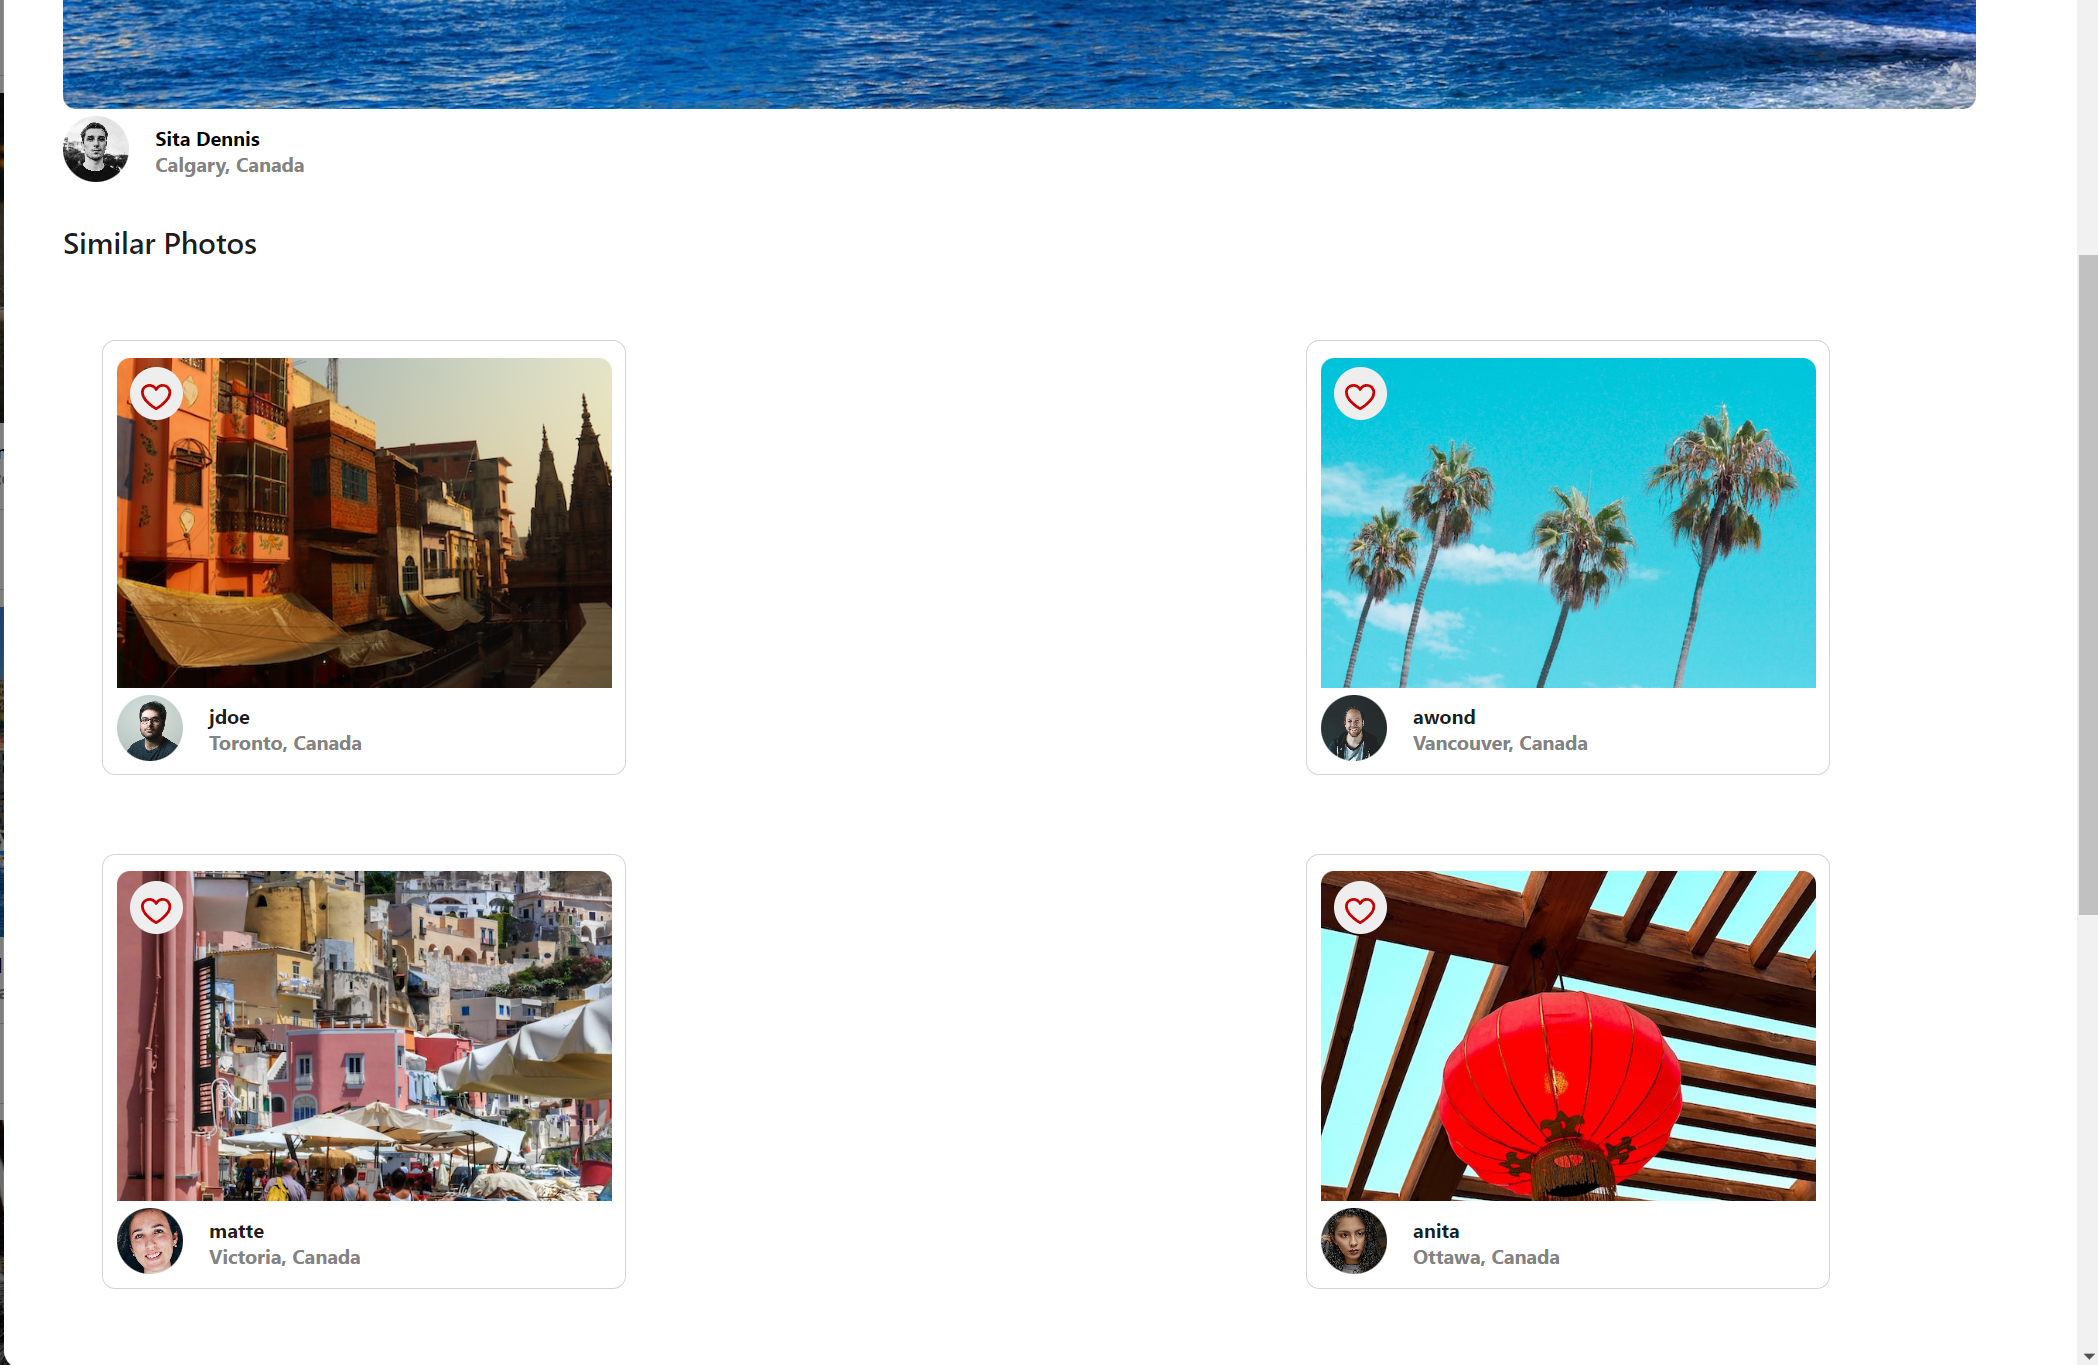 Sita Dennis
Calgary, Canada
Similar Photos
jdoe
Toronto, Canada
awond
Vancouver, Canada
matte
Victoria, Canada
anita
Ottawa, Canada